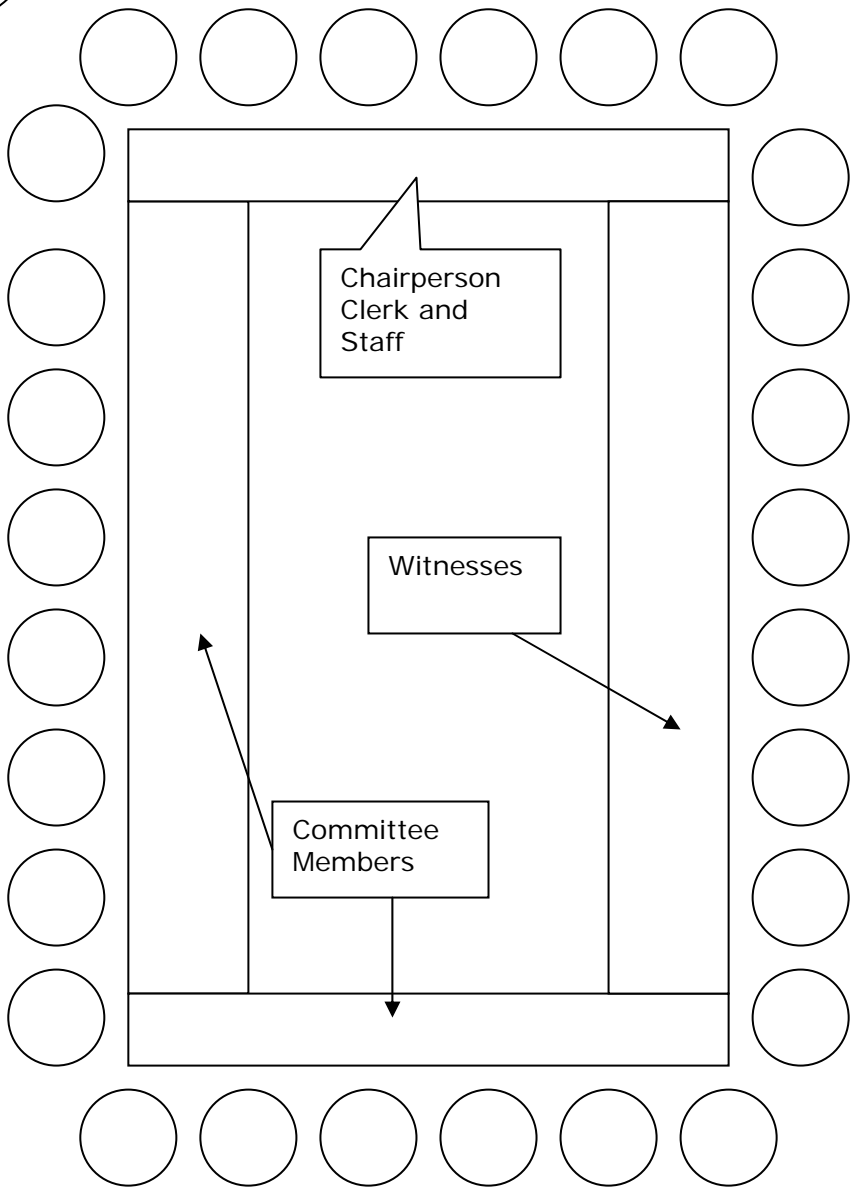 Chairperson
Clerk and
Staff
Witnesses
Committee
Members